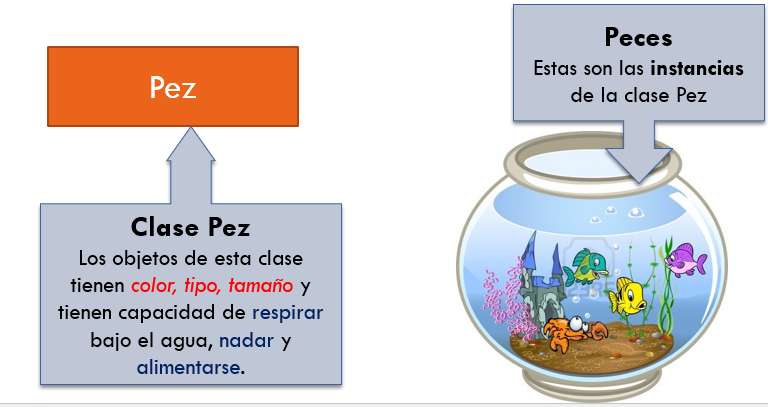 Pez
Clase Pez
Los objetos de esta clase
tienen color, tipo, tamaño y
tienen capacidad de respirar
bajo el agua, nadar y
alimentarse.
Peces
Estas son las instancias
de la clase Pez